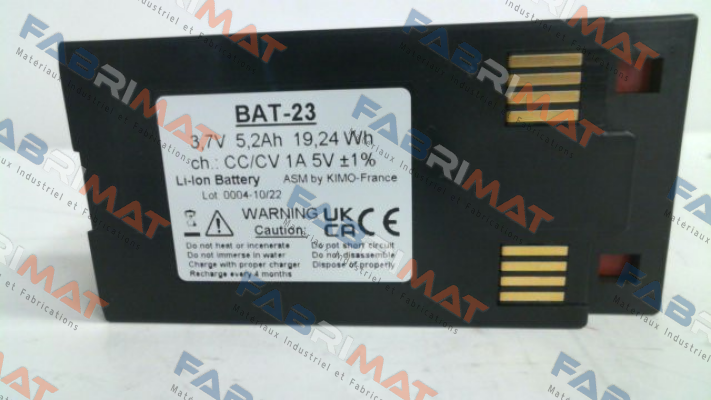 BAT-23
3,7V 5,2Ah 19,24 Wh
ch.: CC/CV 1A 5V ±1%
Li-Ion Battery ASM by KIMO-France
Lot: 0004-10/22
WARNING UK CA CE
Caution:
Do not heat or incenerate Do not short circuit
Do not immerse in water Do not disassemble
Charge with proper charger Dispose of properly
Recharge every 4 months
FABRIMAT
Materiaux Industriel et Fabrications